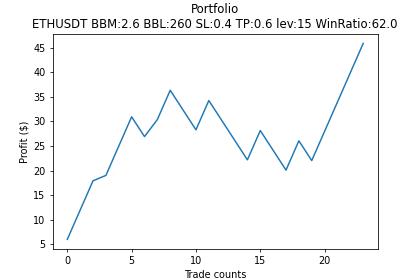 Portfolio
ETHUSDT BBM:2.6 BBL:260 SL:0.4 TP:0.6 lev:15 WinRatio:62.0
45
40
35
30
25
20
15
10
5
Profit ($)
0 5 10 15 20
Trade counts